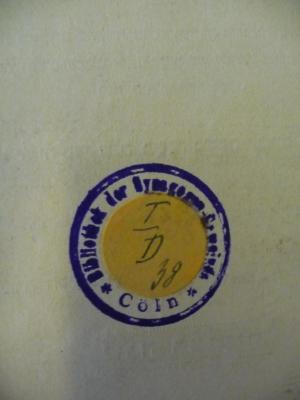 Bibliothek der Synagogen-Gemeinde
* Cöln *
T
D
38